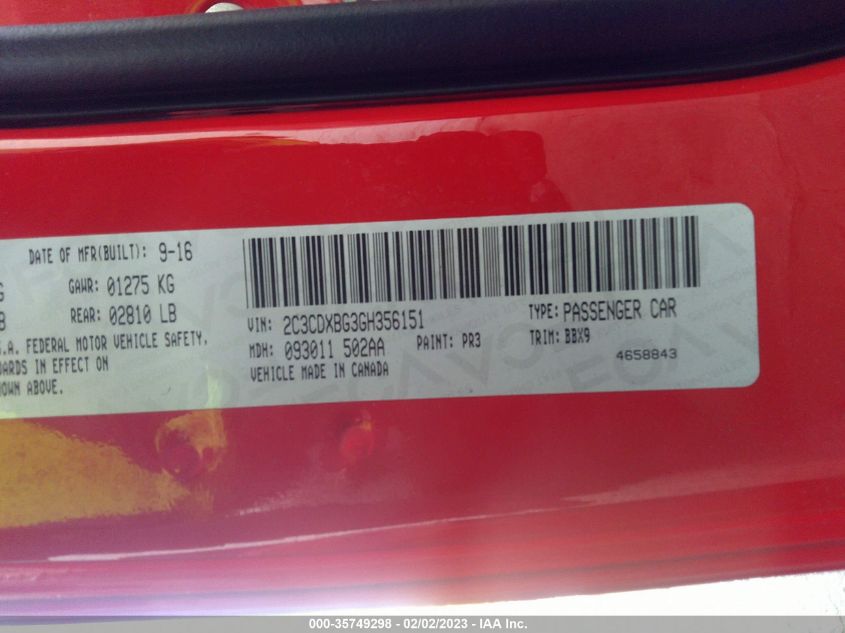 DATE OF MFR(BUILT): 9-16
G GAWR: 01275 KG
B REAR: 02810 LB
.A. FEDERAL MOTOR VEHICLE SAFETY.
DARDS IN EFFECT ON
OWN ABOVE.
VIN: 2C3CDXBG3GH356151 TYPE: PASSENGER CAR
MDH: 093011 502AA PAINT: PR3 TRIM: BBX9
VEHICLE MADE IN CANADA 4658843
000-35749298 - 02/02/2023 - IAA Inc.